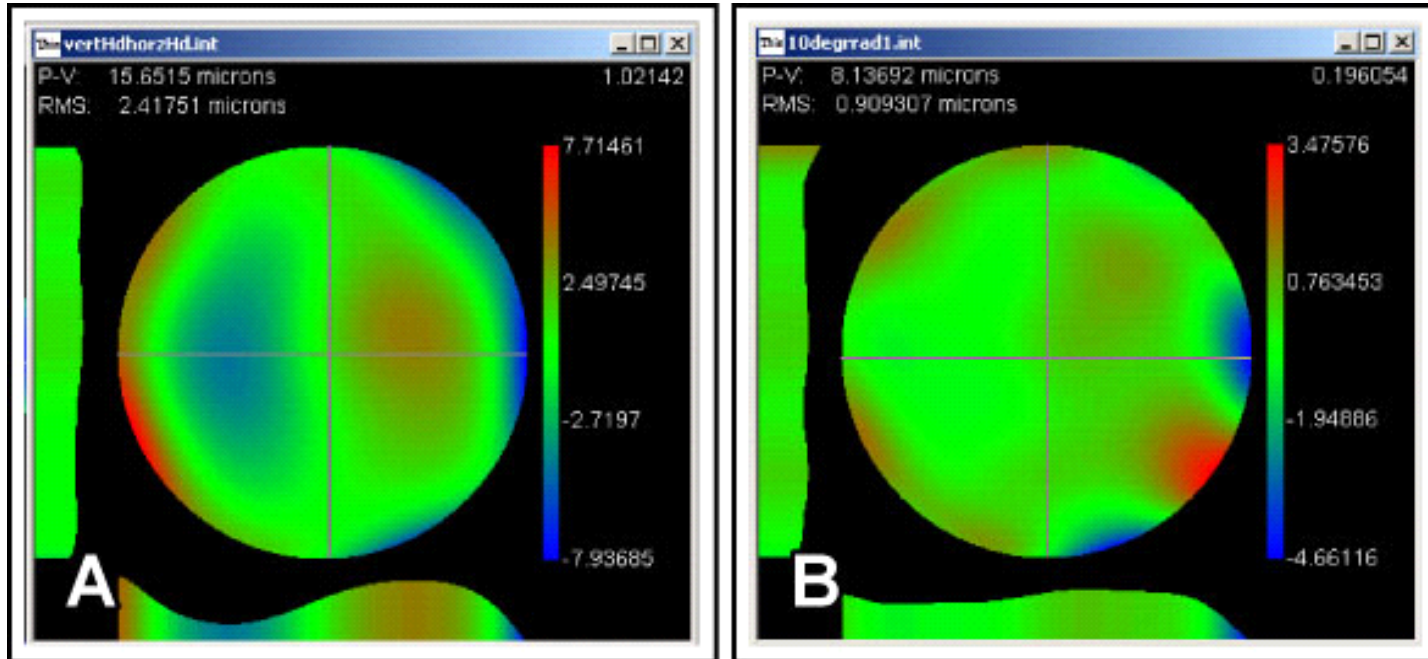 This vertHdhorzHd.int
P-V: 15.6515 microns 1.02142
RMS: 2.41751 microns
7.71461
2.49745
-2.7197
-7.93685
A
This 10degrrad1.int
P-V: 8.13692 microns 0.196054
RMS: 0.909307 microns
3.47576
0.763453
-1.94886
-4.66116
B